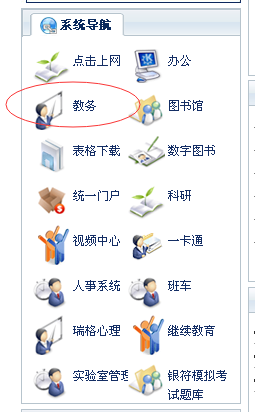 系统导航
点击上网 办公
教务 图书馆
表格下载 数字图书
统一门户 科研
视频中心 一卡通
人事系统 班车
瑞格心理 继续教育
实验室管理 银符模拟考
试题库